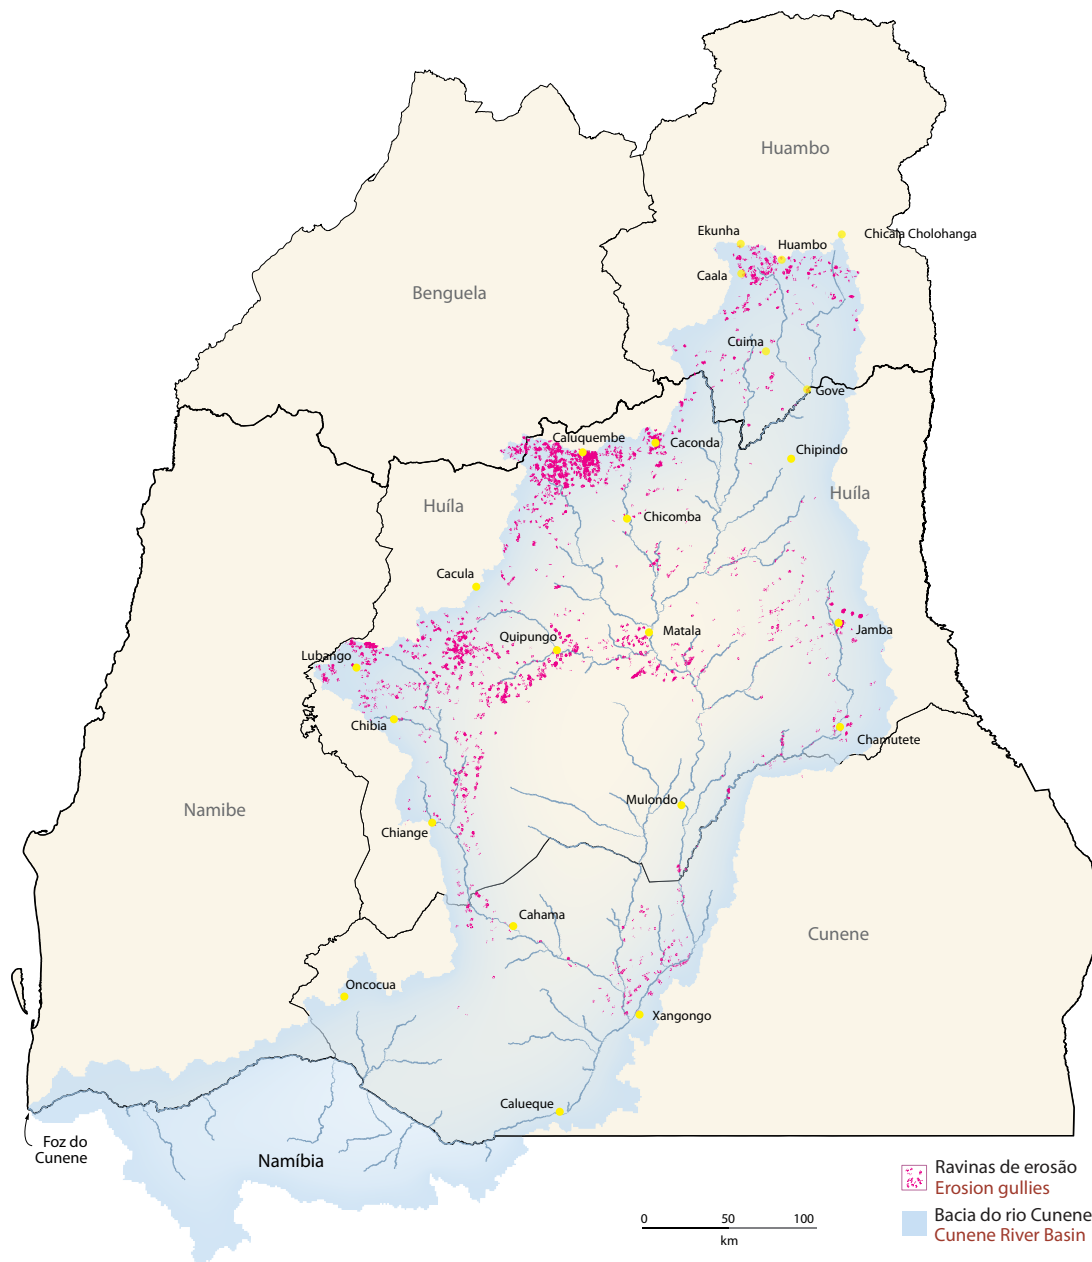 Huambo
Ekunha
Huambo
Chicala Cholohanga
Caala
Benguela
Cuima
Gove
Caluquembe
Caconda
Chipindo
Huíla
Huíla
Chicomba
Cacula
Quipungo
Matala
Jamba
Lubango
Chibia
Chamutete
Namibe
Mulondo
Chiange
Cahama
Cunene
Oncocua
Xangongo
Calueque
Foz do
Cunene
Namíbia
Ravinas de erosão
Erosion gullies
Bacia do rio Cunene
Cunene River Basin
0 50 100
km